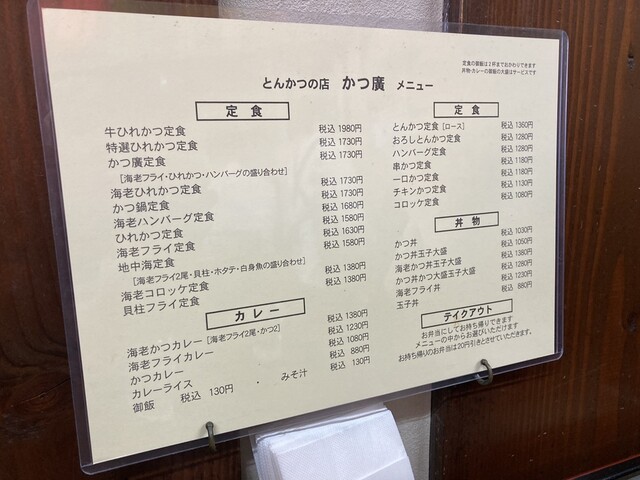 定食の御飯は2杯までおかわりできます
丼物・カレーの御飯の大盛はサービスです
とんかつの店 かつ廣 メニュー
定食
牛ひれかつ定食 税込 1980円
特選ひれかつ定食 税込 1730円
かつ廣定食 税込 1730円
[海老フライ・ひれかつ・ハンバーグの盛り合わせ]
海老ひれかつ定食 税込 1730円
かつ鍋定食 税込 1730円
海老ハンバーグ定食 税込 1680円
ひれかつ定食 税込 1580円
海老フライ定食 税込 1630円
地中海定食 税込 1580円
[海老フライ2尾・貝柱・ホタテ・白身魚の盛り合わせ]
海老コロッケ定食 税込 1380円
貝柱フライ定食 税込 1380円
カレー
海老かつカレー [海老フライ2尾・かつ2] 税込 1380円
海老フライカレー 税込 1230円
かつカレー 税込 1080円
カレーライス 税込 880円
御飯 税込 130円 ・ みそ汁 税込 130円
定食
とんかつ定食 [ロース] 税込 1360円
おろしとんかつ定食 税込 1280円
ハンバーグ定食 税込 1280円
串かつ定食 税込 1180円
一口かつ定食 税込 1180円
チキンかつ定食 税込 1130円
コロッケ定食 税込 1080円
丼物
かつ丼 税込 1030円
かつ丼玉子大盛 税込 1050円
海老かつ丼玉子大盛 税込 1380円
かつ丼かつ大盛玉子大盛 税込 1280円
海老フライ丼 税込 1230円
玉子丼 税込 880円
テイクアウト
お弁当にしてお持ち帰りできます
メニューの中からお選びいただけます
お持ち帰りのお弁当は20円引きとさせていただきます。